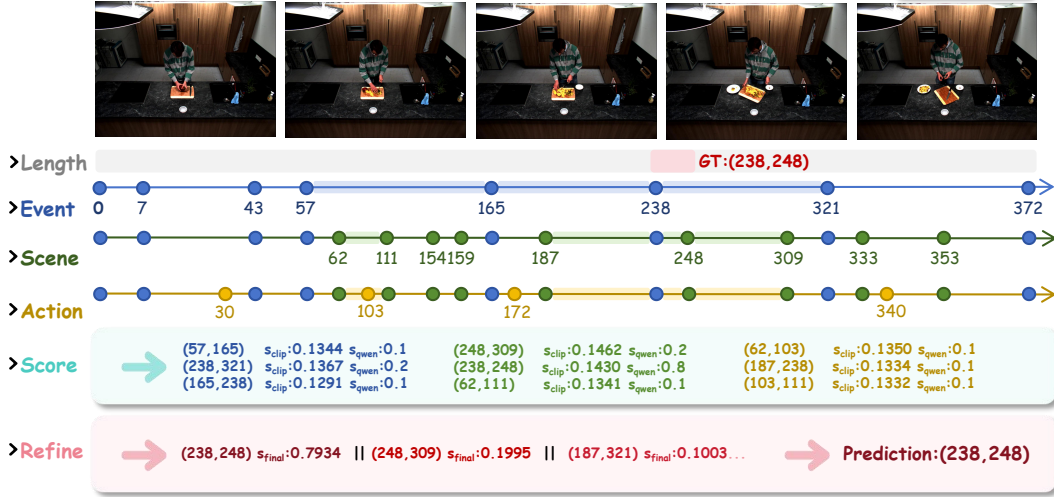 >Length GT:(238,248)
>Event
0 7 43 57 165 238 321 372
>Scene
62 111 154 159 187 248 309 333 353
>Action
30 103 172 340
>Score
(57,165) s_clip:0.1344 s_qwen:0.1 (248,309) s_clip:0.1462 s_qwen:0.2 (62,103) s_clip:0.1350 s_qwen:0.1
(238,321) s_clip:0.1367 s_qwen:0.2 (238,248) s_clip:0.1430 s_qwen:0.8 (187,238) s_clip:0.1334 s_qwen:0.1
(165,238) s_clip:0.1291 s_qwen:0.1 (62,111) s_clip:0.1341 s_qwen:0.1 (103,111) s_clip:0.1332 s_qwen:0.1
>Refine (238,248) s_final:0.7934 || (248,309) s_final:0.1995 || (187,321) s_final:0.1003... Prediction:(238,248)